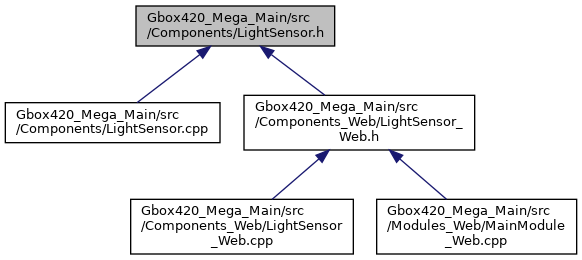 Gbox420_Mega_Main/src
/Components/LightSensor.h
Gbox420_Mega_Main/src
/Components/LightSensor.cpp
Gbox420_Mega_Main/src
/Components_Web/LightSensor_
Web.h
Gbox420_Mega_Main/src
/Components_Web/LightSensor
_Web.cpp
Gbox420_Mega_Main/src
/Modules_Web/MainModule
_Web.cpp